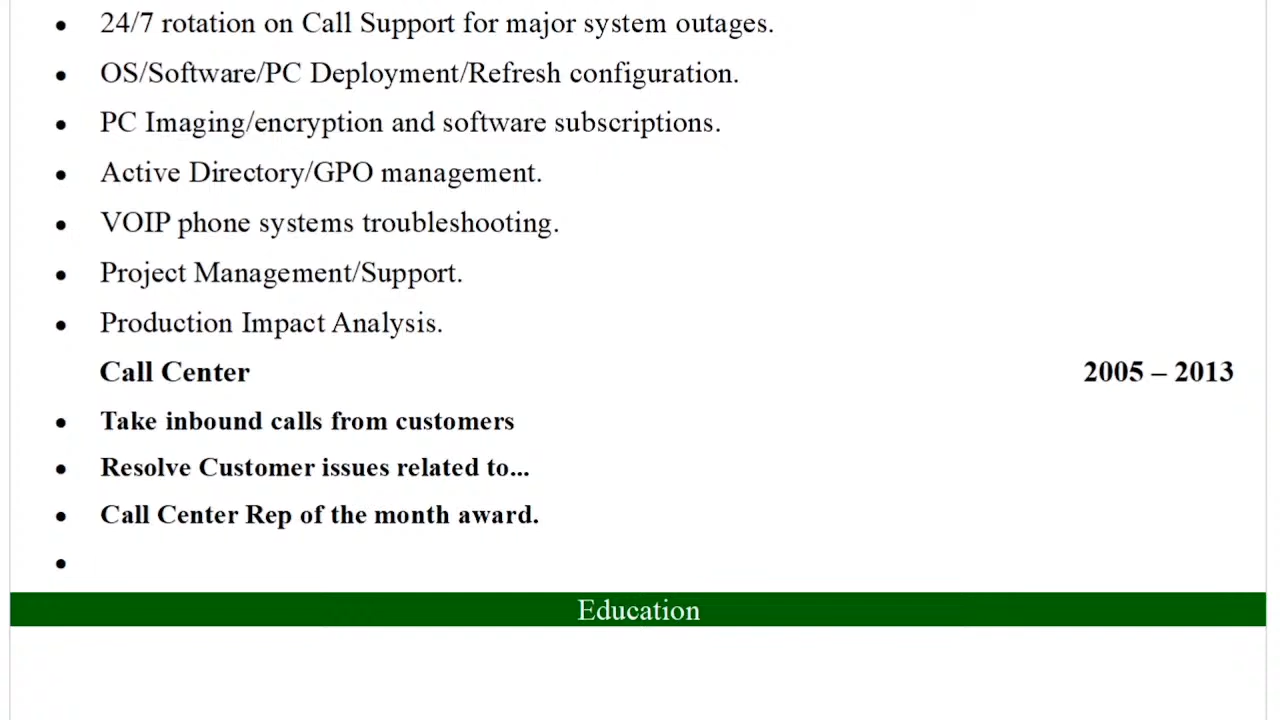 • 24/7 rotation on Call Support for major system outages.
• OS/Software/PC Deployment/Refresh configuration.
• PC Imaging/encryption and software subscriptions.
• Active Directory/GPO management.
• VOIP phone systems troubleshooting.
• Project Management/Support.
• Production Impact Analysis.
Call Center 2005 – 2013
• Take inbound calls from customers
• Resolve Customer issues related to...
• Call Center Rep of the month award.
•
Education